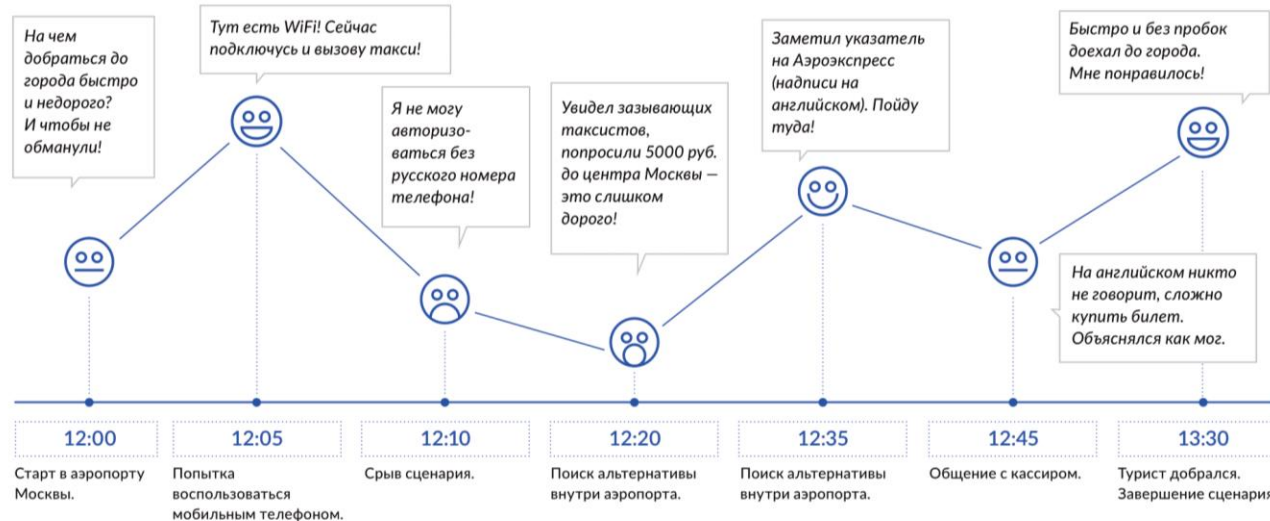 На чем
добраться до
города быстро
и недорого?
И чтобы не
обманули!
Тут есть WiFi! Сейчас
подключусь и вызову такси!
Я не могу
авторизо-
ваться без
русского номера
телефона!
Увидел зазывающих
таксистов,
попросили 5000 руб.
до центра Москвы —
это слишком
дорого!
Заметил указатель
на Аэроэкспресс
(надписи на
английском). Пойду
туда!
На английском никто
не говорит, сложно
купить билет.
Объяснялся как мог.
Быстро и без пробок
доехал до города.
Мне понравилось!
12:00
Старт в аэропорту
Москвы.
12:05
Попытка
воспользоваться
мобильным телефоном.
12:10
Срыв сценария.
12:20
Поиск альтернативы
внутри аэропорта.
12:35
Поиск альтернативы
внутри аэропорта.
12:45
Общение с кассиром.
13:30
Турист добрался.
Завершение сценария